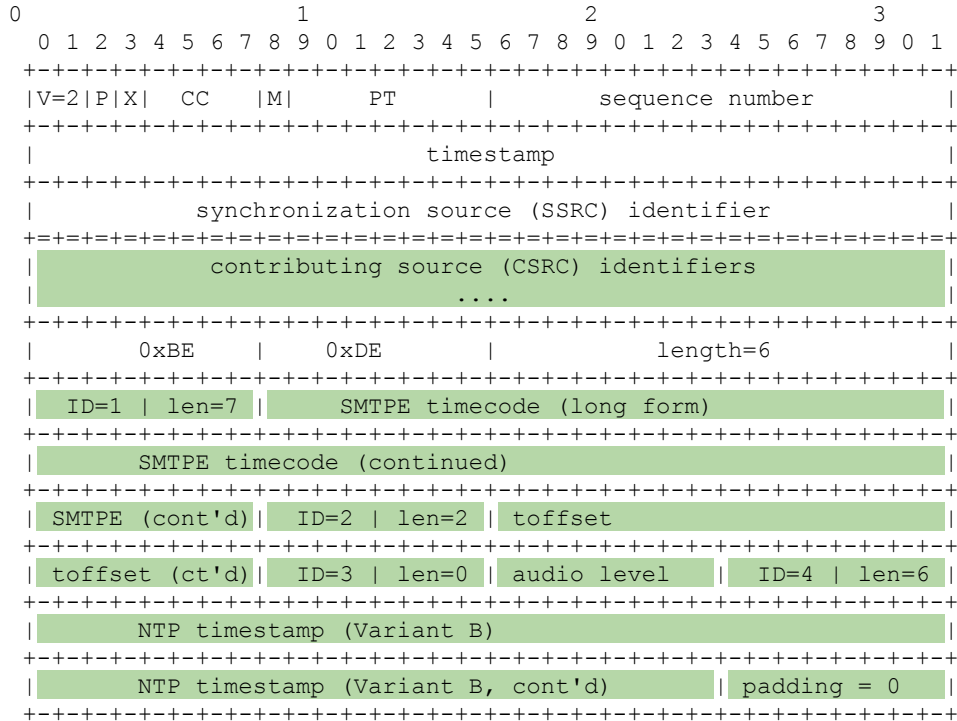 0                   1                   2                   3
 0 1 2 3 4 5 6 7 8 9 0 1 2 3 4 5 6 7 8 9 0 1 2 3 4 5 6 7 8 9 0 1
+-+-+-+-+-+-+-+-+-+-+-+-+-+-+-+-+-+-+-+-+-+-+-+-+-+-+-+-+-+-+-+-+
|V=2|P|X|  CC   |M|     PT      |       sequence number         |
+-+-+-+-+-+-+-+-+-+-+-+-+-+-+-+-+-+-+-+-+-+-+-+-+-+-+-+-+-+-+-+-+
|                           timestamp                           |
+-+-+-+-+-+-+-+-+-+-+-+-+-+-+-+-+-+-+-+-+-+-+-+-+-+-+-+-+-+-+-+-+
|           synchronization source (SSRC) identifier            |
+=+=+=+=+=+=+=+=+=+=+=+=+=+=+=+=+=+=+=+=+=+=+=+=+=+=+=+=+=+=+=+=+
|            contributing source (CSRC) identifiers             |
|                             ....                              |
+-+-+-+-+-+-+-+-+-+-+-+-+-+-+-+-+-+-+-+-+-+-+-+-+-+-+-+-+-+-+-+-+
|       0xBE    |    0xDE       |           length=6            |
+-+-+-+-+-+-+-+-+-+-+-+-+-+-+-+-+-+-+-+-+-+-+-+-+-+-+-+-+-+-+-+-+
|  ID=1 | len=7 |     SMTPE timecode (long form)                |
+-+-+-+-+-+-+-+-+-+-+-+-+-+-+-+-+-+-+-+-+-+-+-+-+-+-+-+-+-+-+-+-+
|       SMTPE timecode (continued)                              |
+-+-+-+-+-+-+-+-+-+-+-+-+-+-+-+-+-+-+-+-+-+-+-+-+-+-+-+-+-+-+-+-+
| SMTPE (cont'd)|  ID=2 | len=2 | toffset                       |
+-+-+-+-+-+-+-+-+-+-+-+-+-+-+-+-+-+-+-+-+-+-+-+-+-+-+-+-+-+-+-+-+
| toffset (ct'd)|  ID=3 | len=0 | audio level   |  ID=4 | len=6 |
+-+-+-+-+-+-+-+-+-+-+-+-+-+-+-+-+-+-+-+-+-+-+-+-+-+-+-+-+-+-+-+-+
|       NTP timestamp (Variant B)                               |
+-+-+-+-+-+-+-+-+-+-+-+-+-+-+-+-+-+-+-+-+-+-+-+-+-+-+-+-+-+-+-+-+
|       NTP timestamp (Variant B, cont'd)       | padding = 0   |
+-+-+-+-+-+-+-+-+-+-+-+-+-+-+-+-+-+-+-+-+-+-+-+-+-+-+-+-+-+-+-+-+